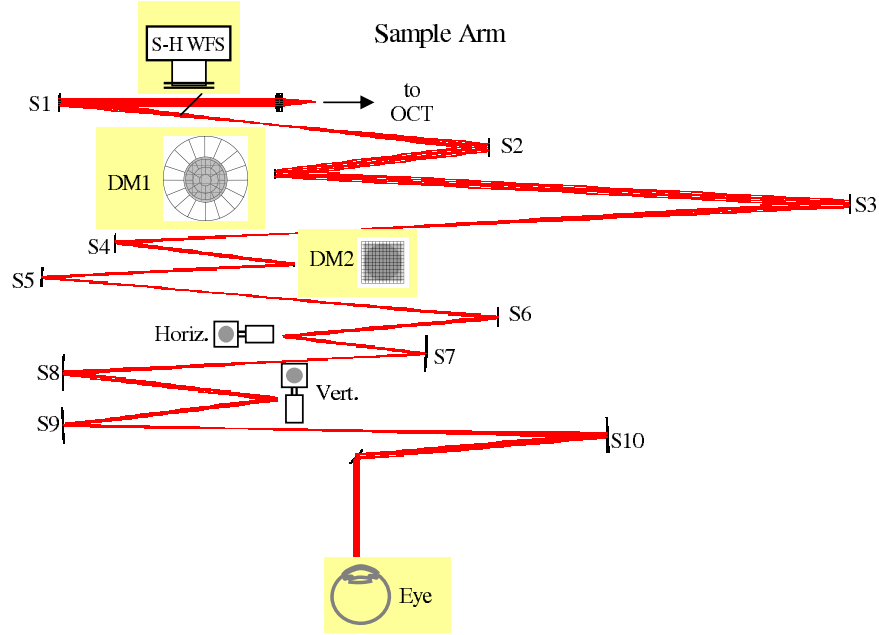 Sample Arm
S-H WFS
S1
to
OCT
S2
DM1
S3
S4
DM2
S5
S6
Horiz.
S7
S8
Vert.
S9
S10
Eye